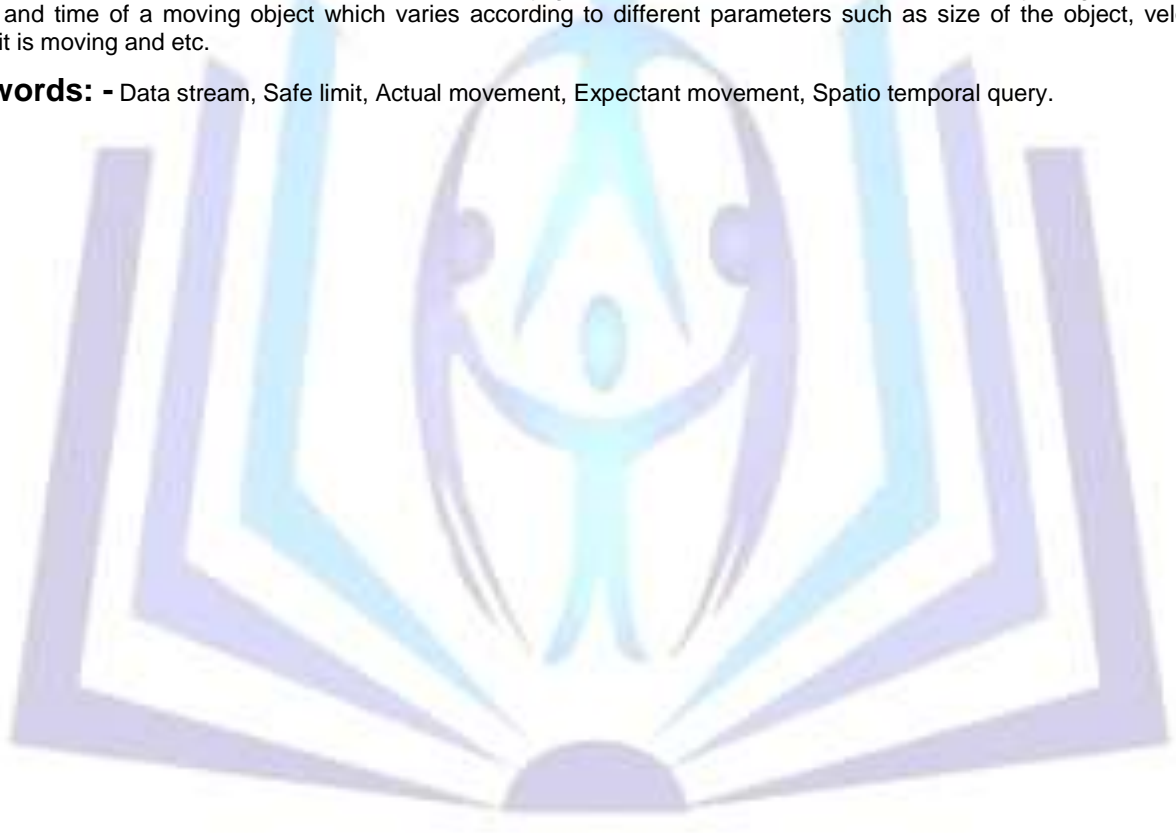 and time of a moving object which varies according to different parameters such as size of the object, vel
it is moving and etc.
words: - Data stream, Safe limit, Actual movement, Expectant movement, Spatio temporal query.